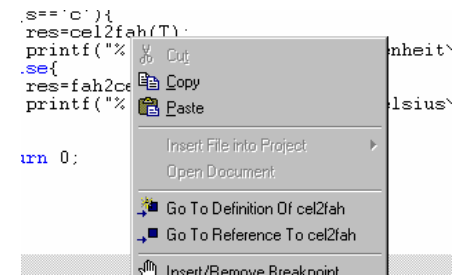 s=='c'){
res=cel2fah(T);
printf("%
nheit\
se{
res=fah2ce
printf("%
lsius\
urn 0;
Cut
Copy
Paste
Insert File into Project
Open Document
Go To Definition Of cel2fah
Go To Reference To cel2fah
Insert/Remove Breakpoint